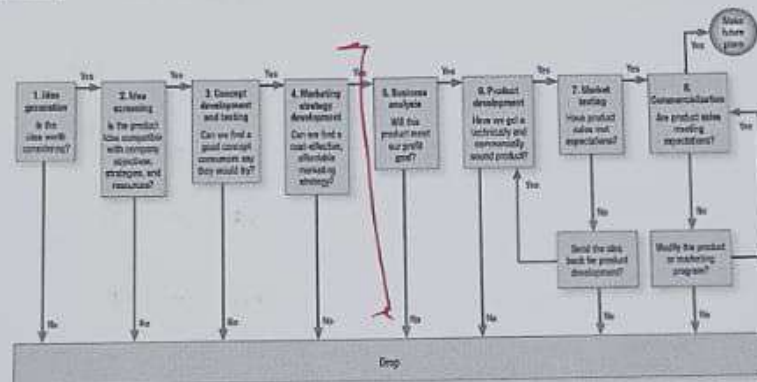 Make
future
plans
Yes
Yes
Yes
Yes
Yes
Yes
Yes
Yes
1. Idea
generation
Is the
idea worth
considering?
2. Idea
screening
Is the product
idea compatible
with company
objectives,
strategies, and
resources?
3. Concept
development
and testing
Can we find a
good concept
consumers say
they would try?
4. Marketing
strategy
development
Can we find a
cost-effective,
affordable
marketing
strategy?
5. Business
analysis
Will this
product meet
our profit
goal?
6. Product
development
Have we got a
technically and
commercially
sound product?
7. Market
testing
Have product
sales met
expectations?
8.
Commercialization
Are product sales
meeting
expectations?
Yes
Yes
No
No
Send the idea
back for product
development?
Modify the product
or marketing
program?
No
No
No
No
No
No
No
No
Drop